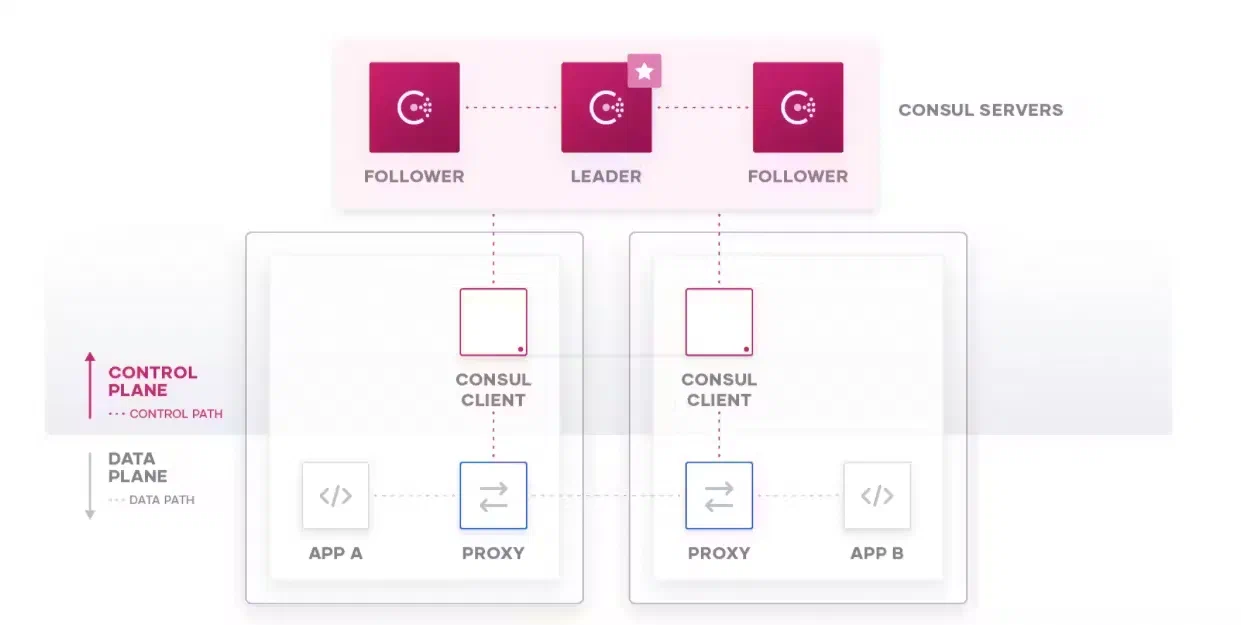 CONSUL SERVERS
FOLLOWER
LEADER
FOLLOWER
CONTROL
PLANE
··· CONTROL PATH
CONSUL
CLIENT
CONSUL
CLIENT
DATA
PLANE
··· DATA PATH
</>
</>
APP A
PROXY
PROXY
APP B